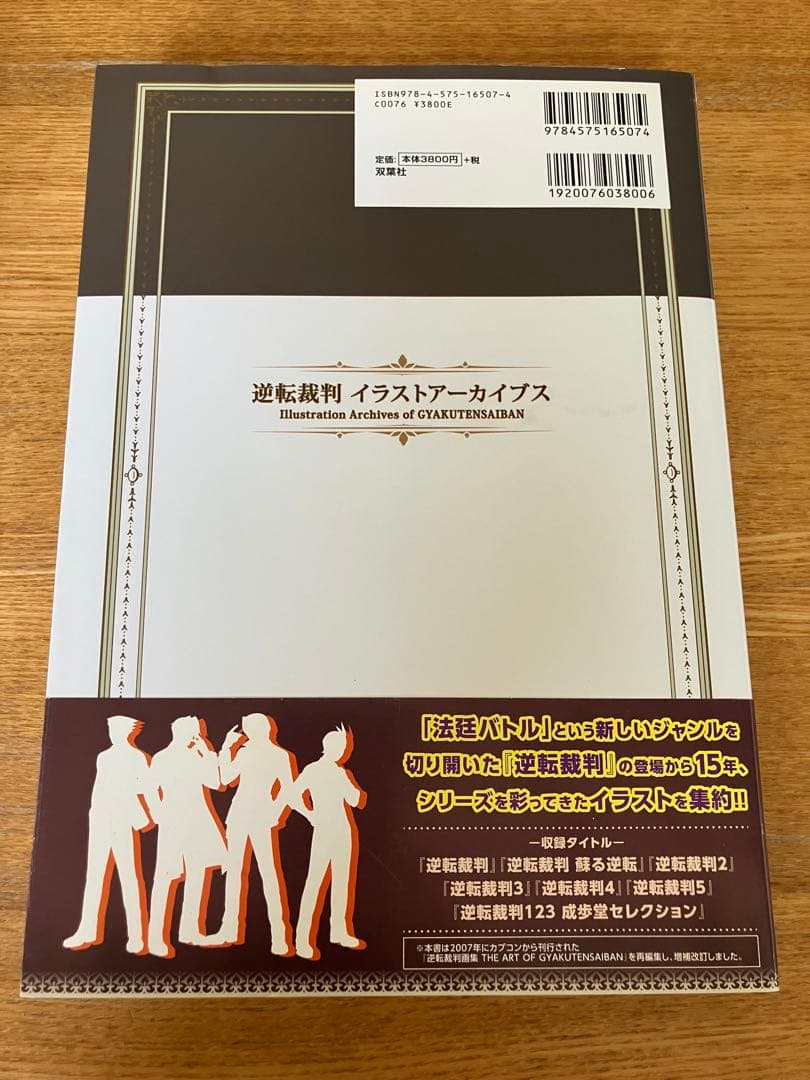 ISBN978-4-575-16507-4
C0076 ¥3800E
9784575165074
定価: 本体3800円 +税
双葉社
1920076038006
逆転裁判 イラストアーカイブス
Illustration Archives of GYAKUTENSAIBAN
「法廷バトル」という新しいジャンルを
切り開いた『逆転裁判』の登場から15年、
シリーズを彩ってきたイラストを集約!!
―収録タイトル―
『逆転裁判』『逆転裁判 蘇る逆転』『逆転裁判2』
『逆転裁判3』『逆転裁判4』『逆転裁判5』
『逆転裁判123 成歩堂セレクション』
※本書は2007年にカプコンから刊行された
『逆転裁判画集 THE ART OF GYAKUTENSAIBAN』を再編集し、増補改訂しました。